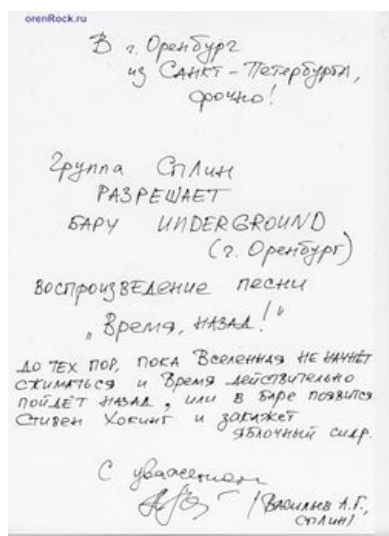 orenRock.ru
В г. Оренбург
из Санкт-Петербурга,
срочно!
Группа Сплин
РАЗРЕШАЕТ
БАРУ UNDERGROUND
(г. Оренбург)
воспроизведение песни
„Время, назад!“
до тех пор, пока Вселенная не начнёт
сжиматься и Время действительно
пойдёт назад, или в баре появится
Стивен Хокинг и закажет
яблочный сидр.
С уважением
/Васильев А.Г.,
Сплин/